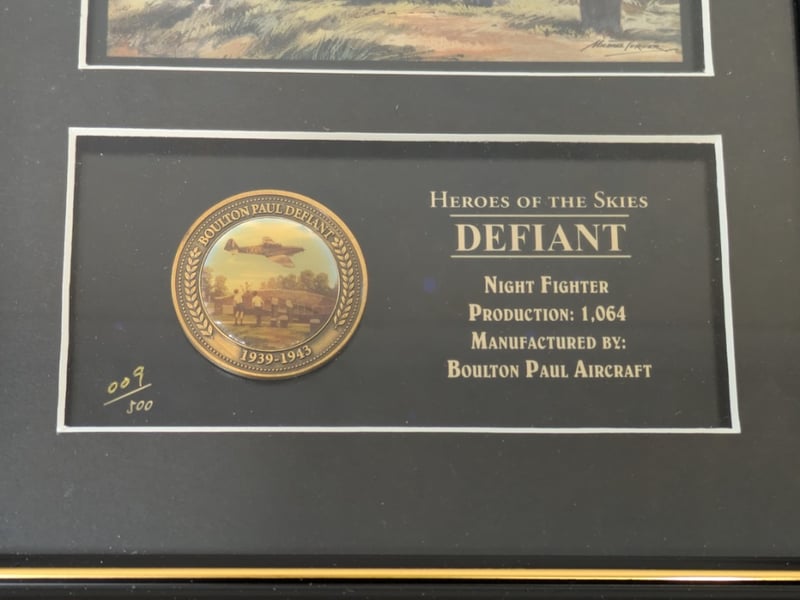 BOULTON PAUL DEFIANT
1939-1943
009
500
HEROES OF THE SKIES
DEFIANT
NIGHT FIGHTER
PRODUCTION: 1,064
MANUFACTURED BY:
BOULTON PAUL AIRCRAFT